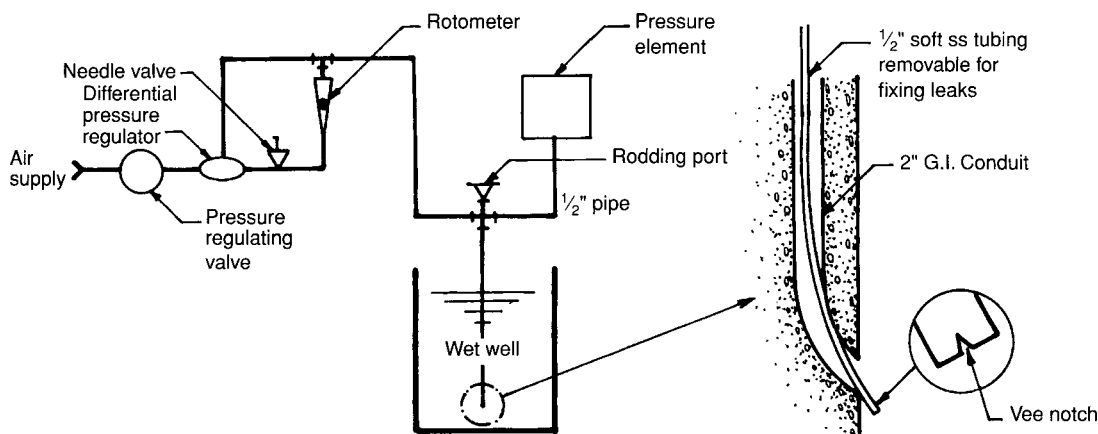 Rotometer
Pressure
element
Needle valve
Differential
pressure
regulator
Air
supply
Pressure
regulating
valve
Rodding port
½" pipe
Wet well
½" soft ss tubing
removable for
fixing leaks
2" G.I. Conduit
Vee notch